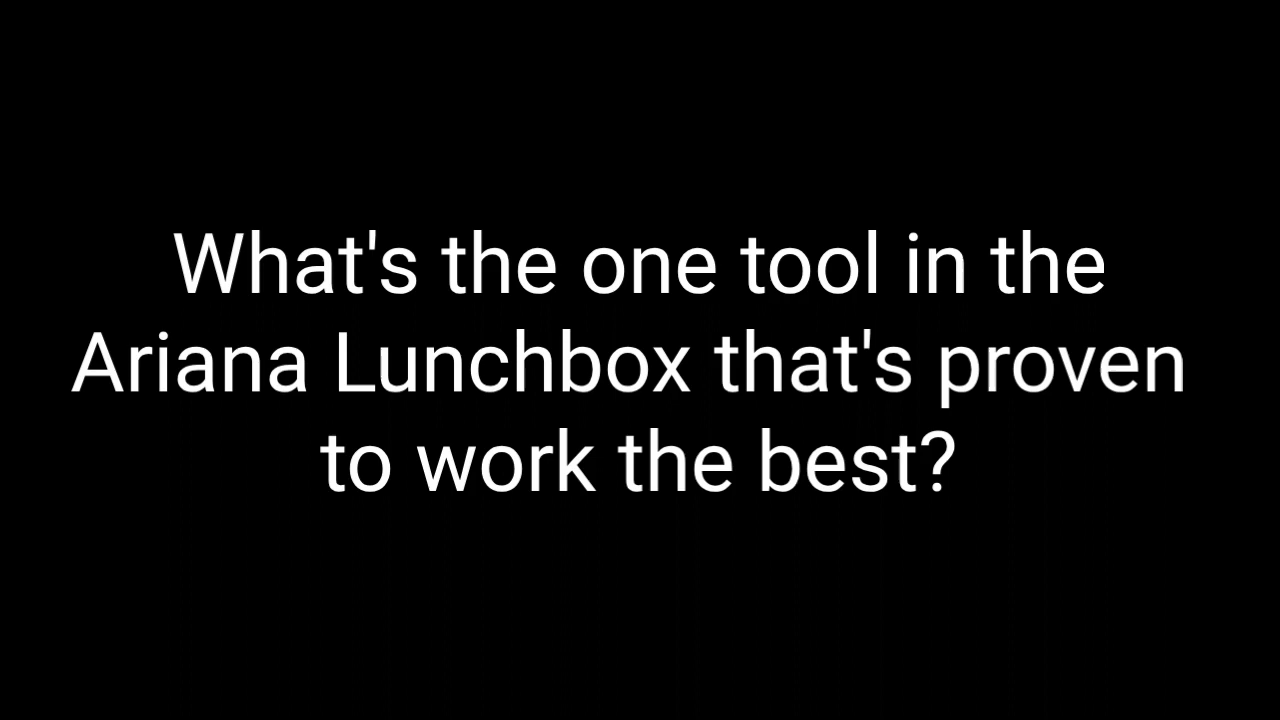 What's the one tool in the
Ariana Lunchbox that's proven
to work the best?